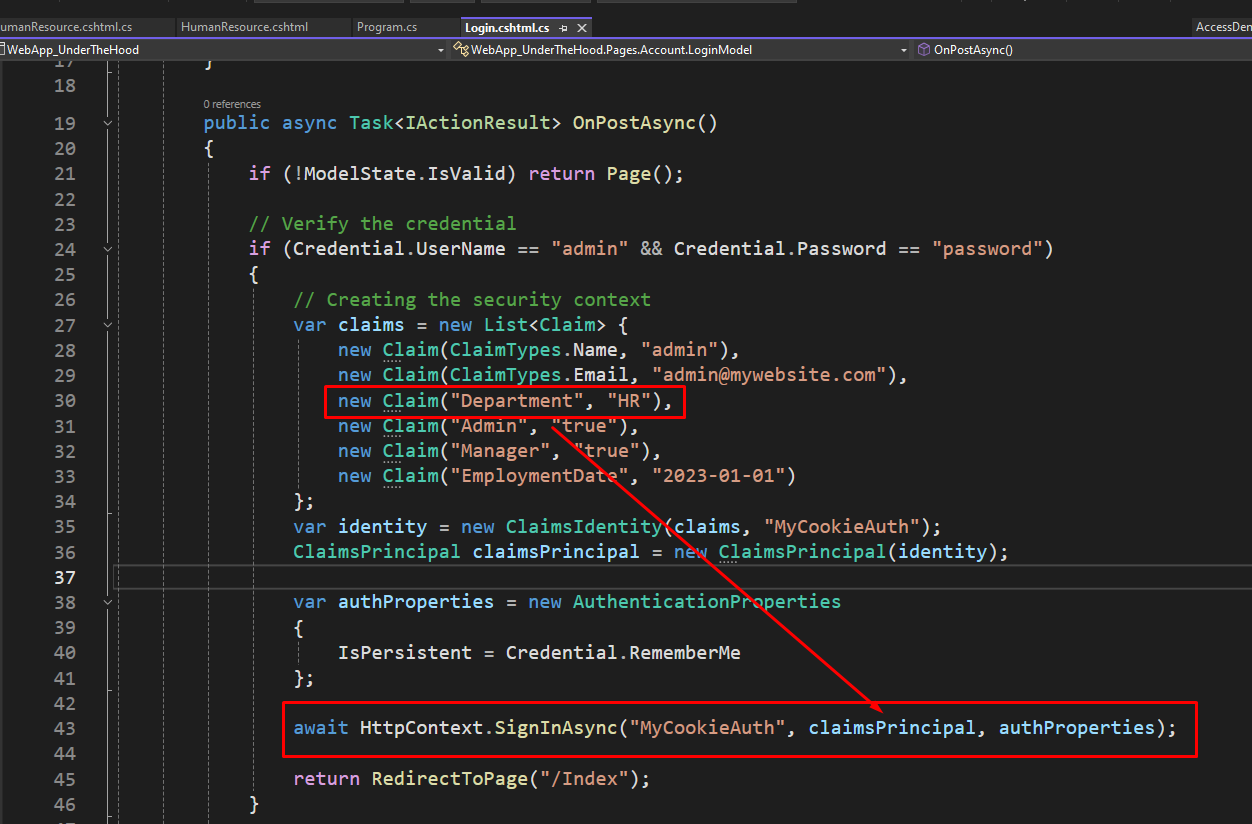 umanResource.cshtml.cs HumanResource.cshtml Program.cs Login.cshtml.cs AccessDen
WebApp_UnderTheHood WebApp_UnderTheHood.Pages.Account.LoginModel OnPostAsync()
17 }
18
0 references
19 public async Task<IActionResult> OnPostAsync()
20 {
21 if (!ModelState.IsValid) return Page();
22
23 // Verify the credential
24 if (Credential.UserName == "admin" && Credential.Password == "password")
25 {
26 // Creating the security context
27 var claims = new List<Claim> {
28 new Claim(ClaimTypes.Name, "admin"),
29 new Claim(ClaimTypes.Email, "admin@mywebsite.com"),
30 new Claim("Department", "HR"),
31 new Claim("Admin", "true"),
32 new Claim("Manager", "true"),
33 new Claim("EmploymentDate", "2023-01-01")
34 };
35 var identity = new ClaimsIdentity(claims, "MyCookieAuth");
36 ClaimsPrincipal claimsPrincipal = new ClaimsPrincipal(identity);
37
38 var authProperties = new AuthenticationProperties
39 {
40 IsPersistent = Credential.RememberMe
41 };
42
43 await HttpContext.SignInAsync("MyCookieAuth", claimsPrincipal, authProperties);
44
45 return RedirectToPage("/Index");
46 }